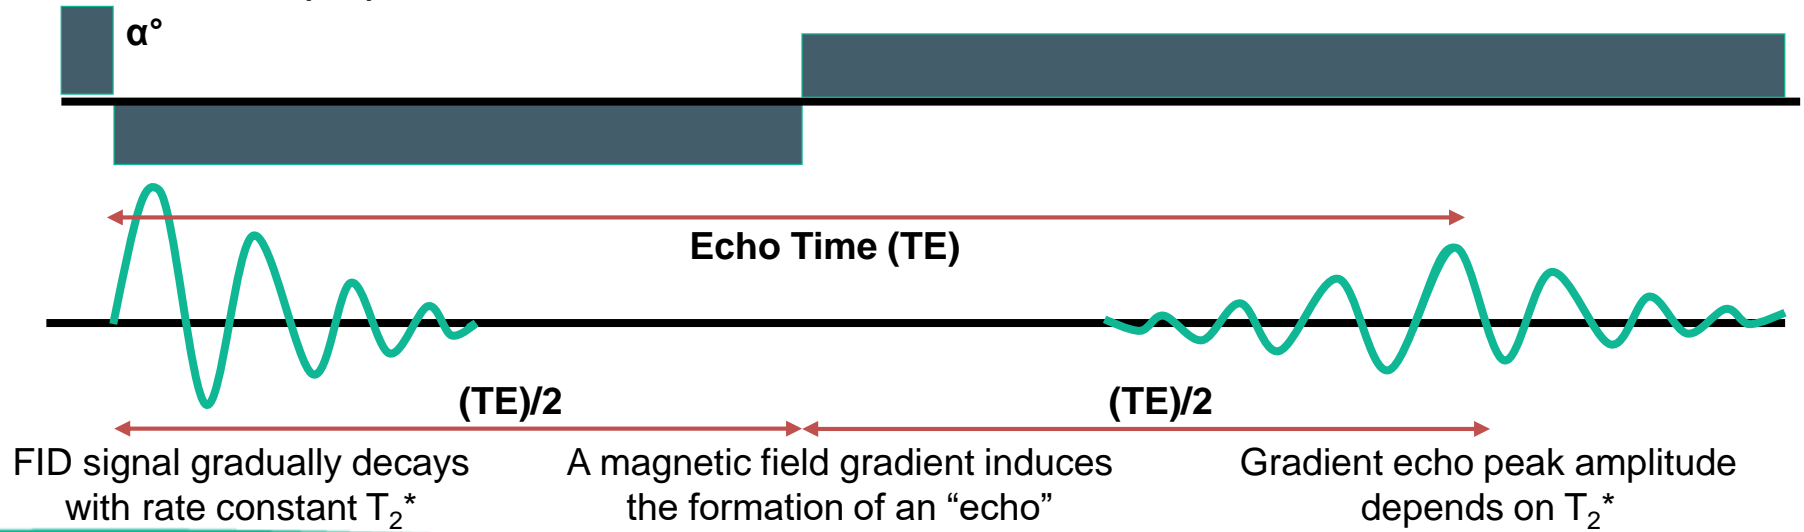 α°
Echo Time (TE)
(TE)/2
(TE)/2
FID signal gradually decays
with rate constant T₂*
A magnetic field gradient induces
the formation of an “echo”
Gradient echo peak amplitude
depends on T₂*